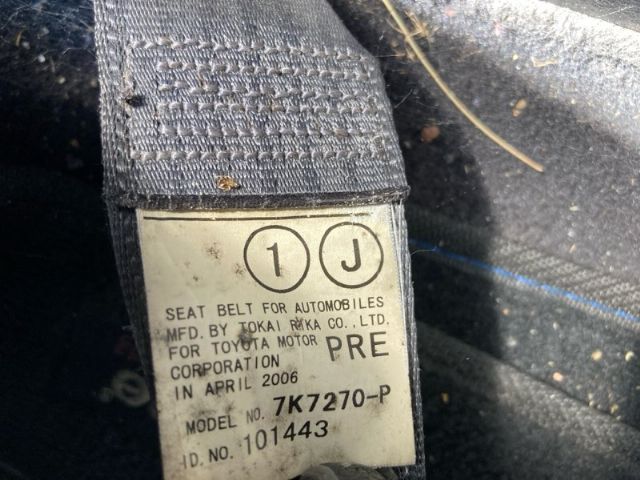 1 J
SEAT BELT FOR AUTOMOBILES
MFD. BY TOKAI RIKA CO., LTD.
FOR TOYOTA MOTOR PRE
CORPORATION
IN APRIL 2006
MODEL NO. 7K7270-P
ID. NO. 101443